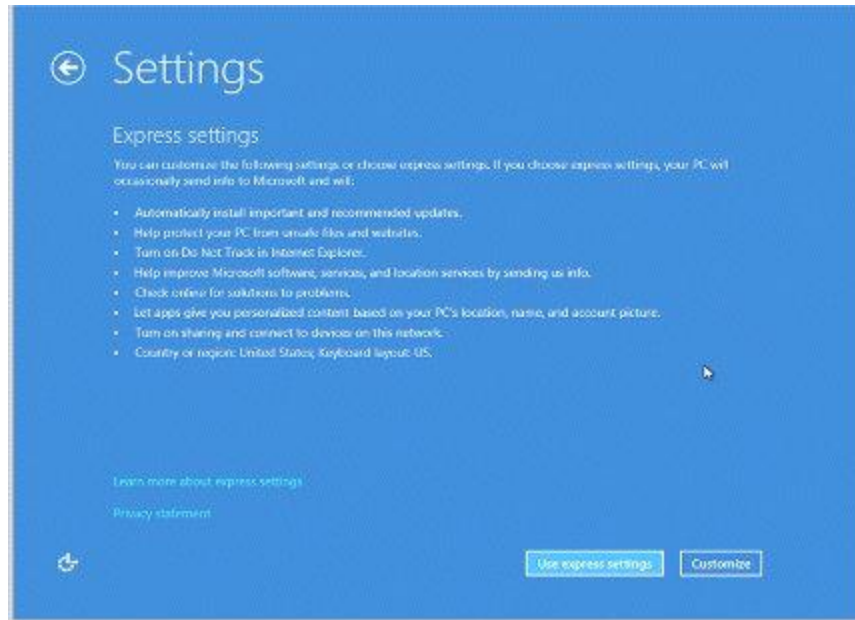 Settings
Express settings
You can customize the following settings or choose express settings. If you choose express settings, your PC will
occasionally send info to Microsoft and will:
• Automatically install important and recommended updates.
• Help protect your PC from unsafe files and websites.
• Turn on Do Not Track in Internet Explorer.
• Help improve Microsoft software, services, and location services by sending us info.
• Check online for solutions to problems.
• Let apps give you personalized content based on your PC's location, name, and account picture.
• Turn on sharing and connect to devices on this network.
• Country or region: United States; Keyboard layout: US.
Learn more about express settings
Privacy statement
Use express settings
Customize